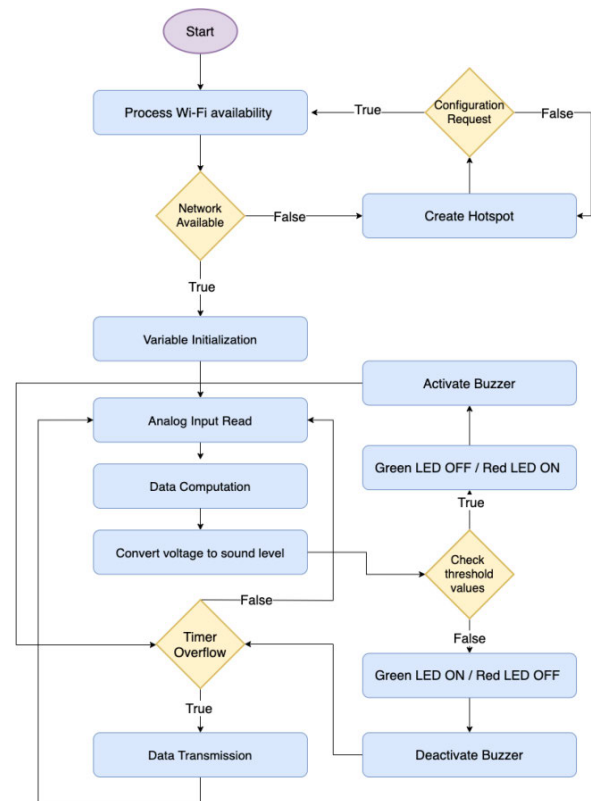 Start
Process Wi-Fi availability
True
Configuration
Request
False
Network
Available
False
Create Hotspot
True
Variable Initialization
Activate Buzzer
Analog Input Read
Green LED OFF / Red LED ON
Data Computation
True
Convert voltage to sound level
Check
threshold
values
False
Timer
Overflow
False
Green LED ON / Red LED OFF
True
Data Transmission
Deactivate Buzzer